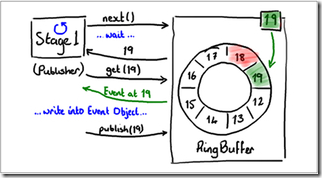 Stage 1
(Publisher)
next()
... wait ...
19
get(19)
Event at 19
...write into Event Object...
publish(19)
19
17
18
16
19
15
12
14
13
RingBuffer